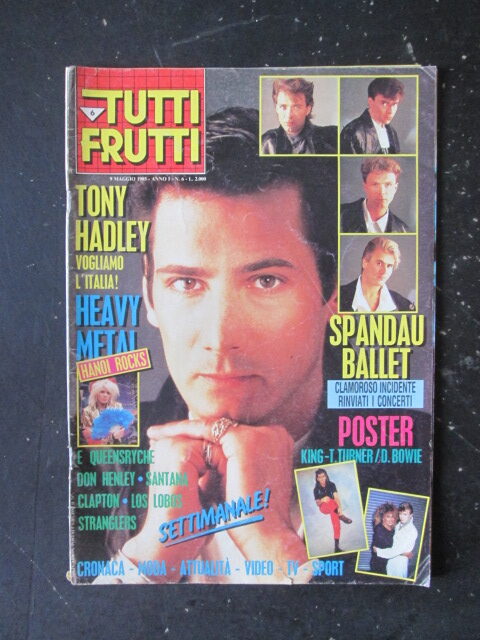 6
TUTTI
FRUTTI
9 MAGGIO 1985 - ANNO I - N. 6 - L. 2.000
TONY
HADLEY
VOGLIAMO
L'ITALIA!
HEAVY
METAL
HANOI ROCKS
E QUEENSRYCHE
DON HENLEY • SANTANA
CLAPTON • LOS LOBOS
STRANGLERS
SPANDAU
BALLET
CLAMOROSO INCIDENTE
RINVIATI I CONCERTI
POSTER
KING-T.TURNER/D.BOWIE
SETTIMANALE!
CRONACA - MODA - ATTUALITÀ - VIDEO - TV - SPORT